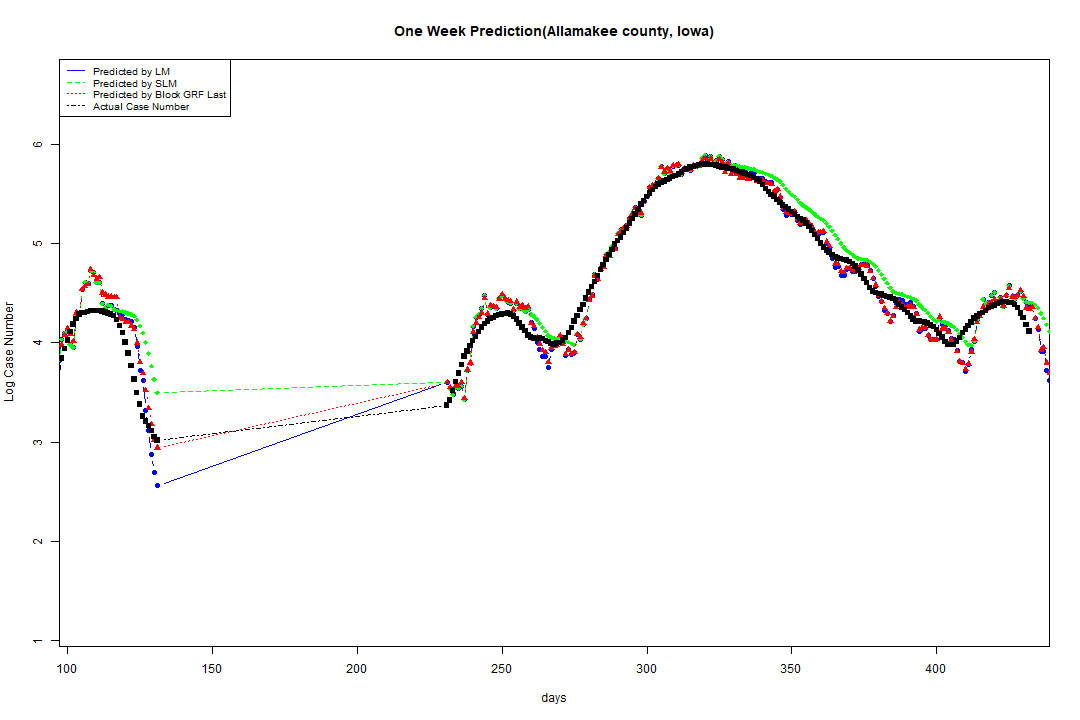 One Week Prediction(Allamakee county, Iowa)
Predicted by LM
Predicted by SLM
Predicted by Block GRF Last
Actual Case Number
6
5
4
3
2
1
Log Case Number
100 150 200 250 300 350 400
days